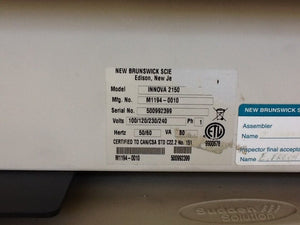 NEW BRUNSWICK SCIE
Edison, New Je
Model INNOVA 2150
Mfg. No. M1194-0010
Serial No. 500992399
Volts 100/120/230/240 Ph 1
Hertz 50/60 VA 80
CERTIFIED TO CAN/CSA STD C22.2 No. 151
M1194-0010 500992399
NEW BRUNSWICK SCI
Assembler
Name
Inspector final accepta
Name